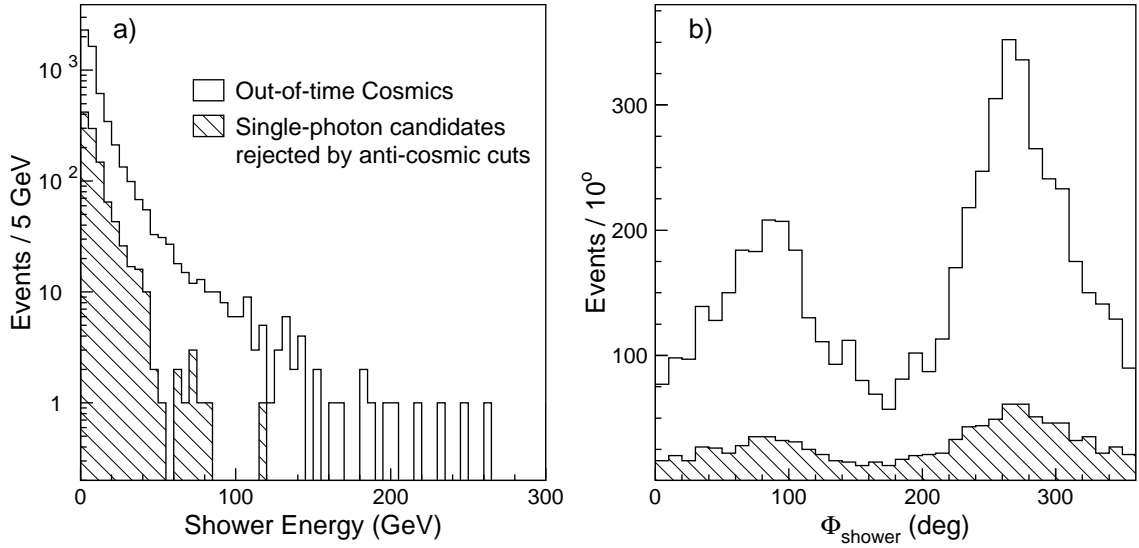 a)
Out-of-time Cosmics
Single-photon candidates
rejected by anti-cosmic cuts
Events / 5 GeV
10³
10²
10
1
0 100 200 300
Shower Energy (GeV)
b)
Events / 10°
300
200
100
0 100 200 300
Φshower (deg)